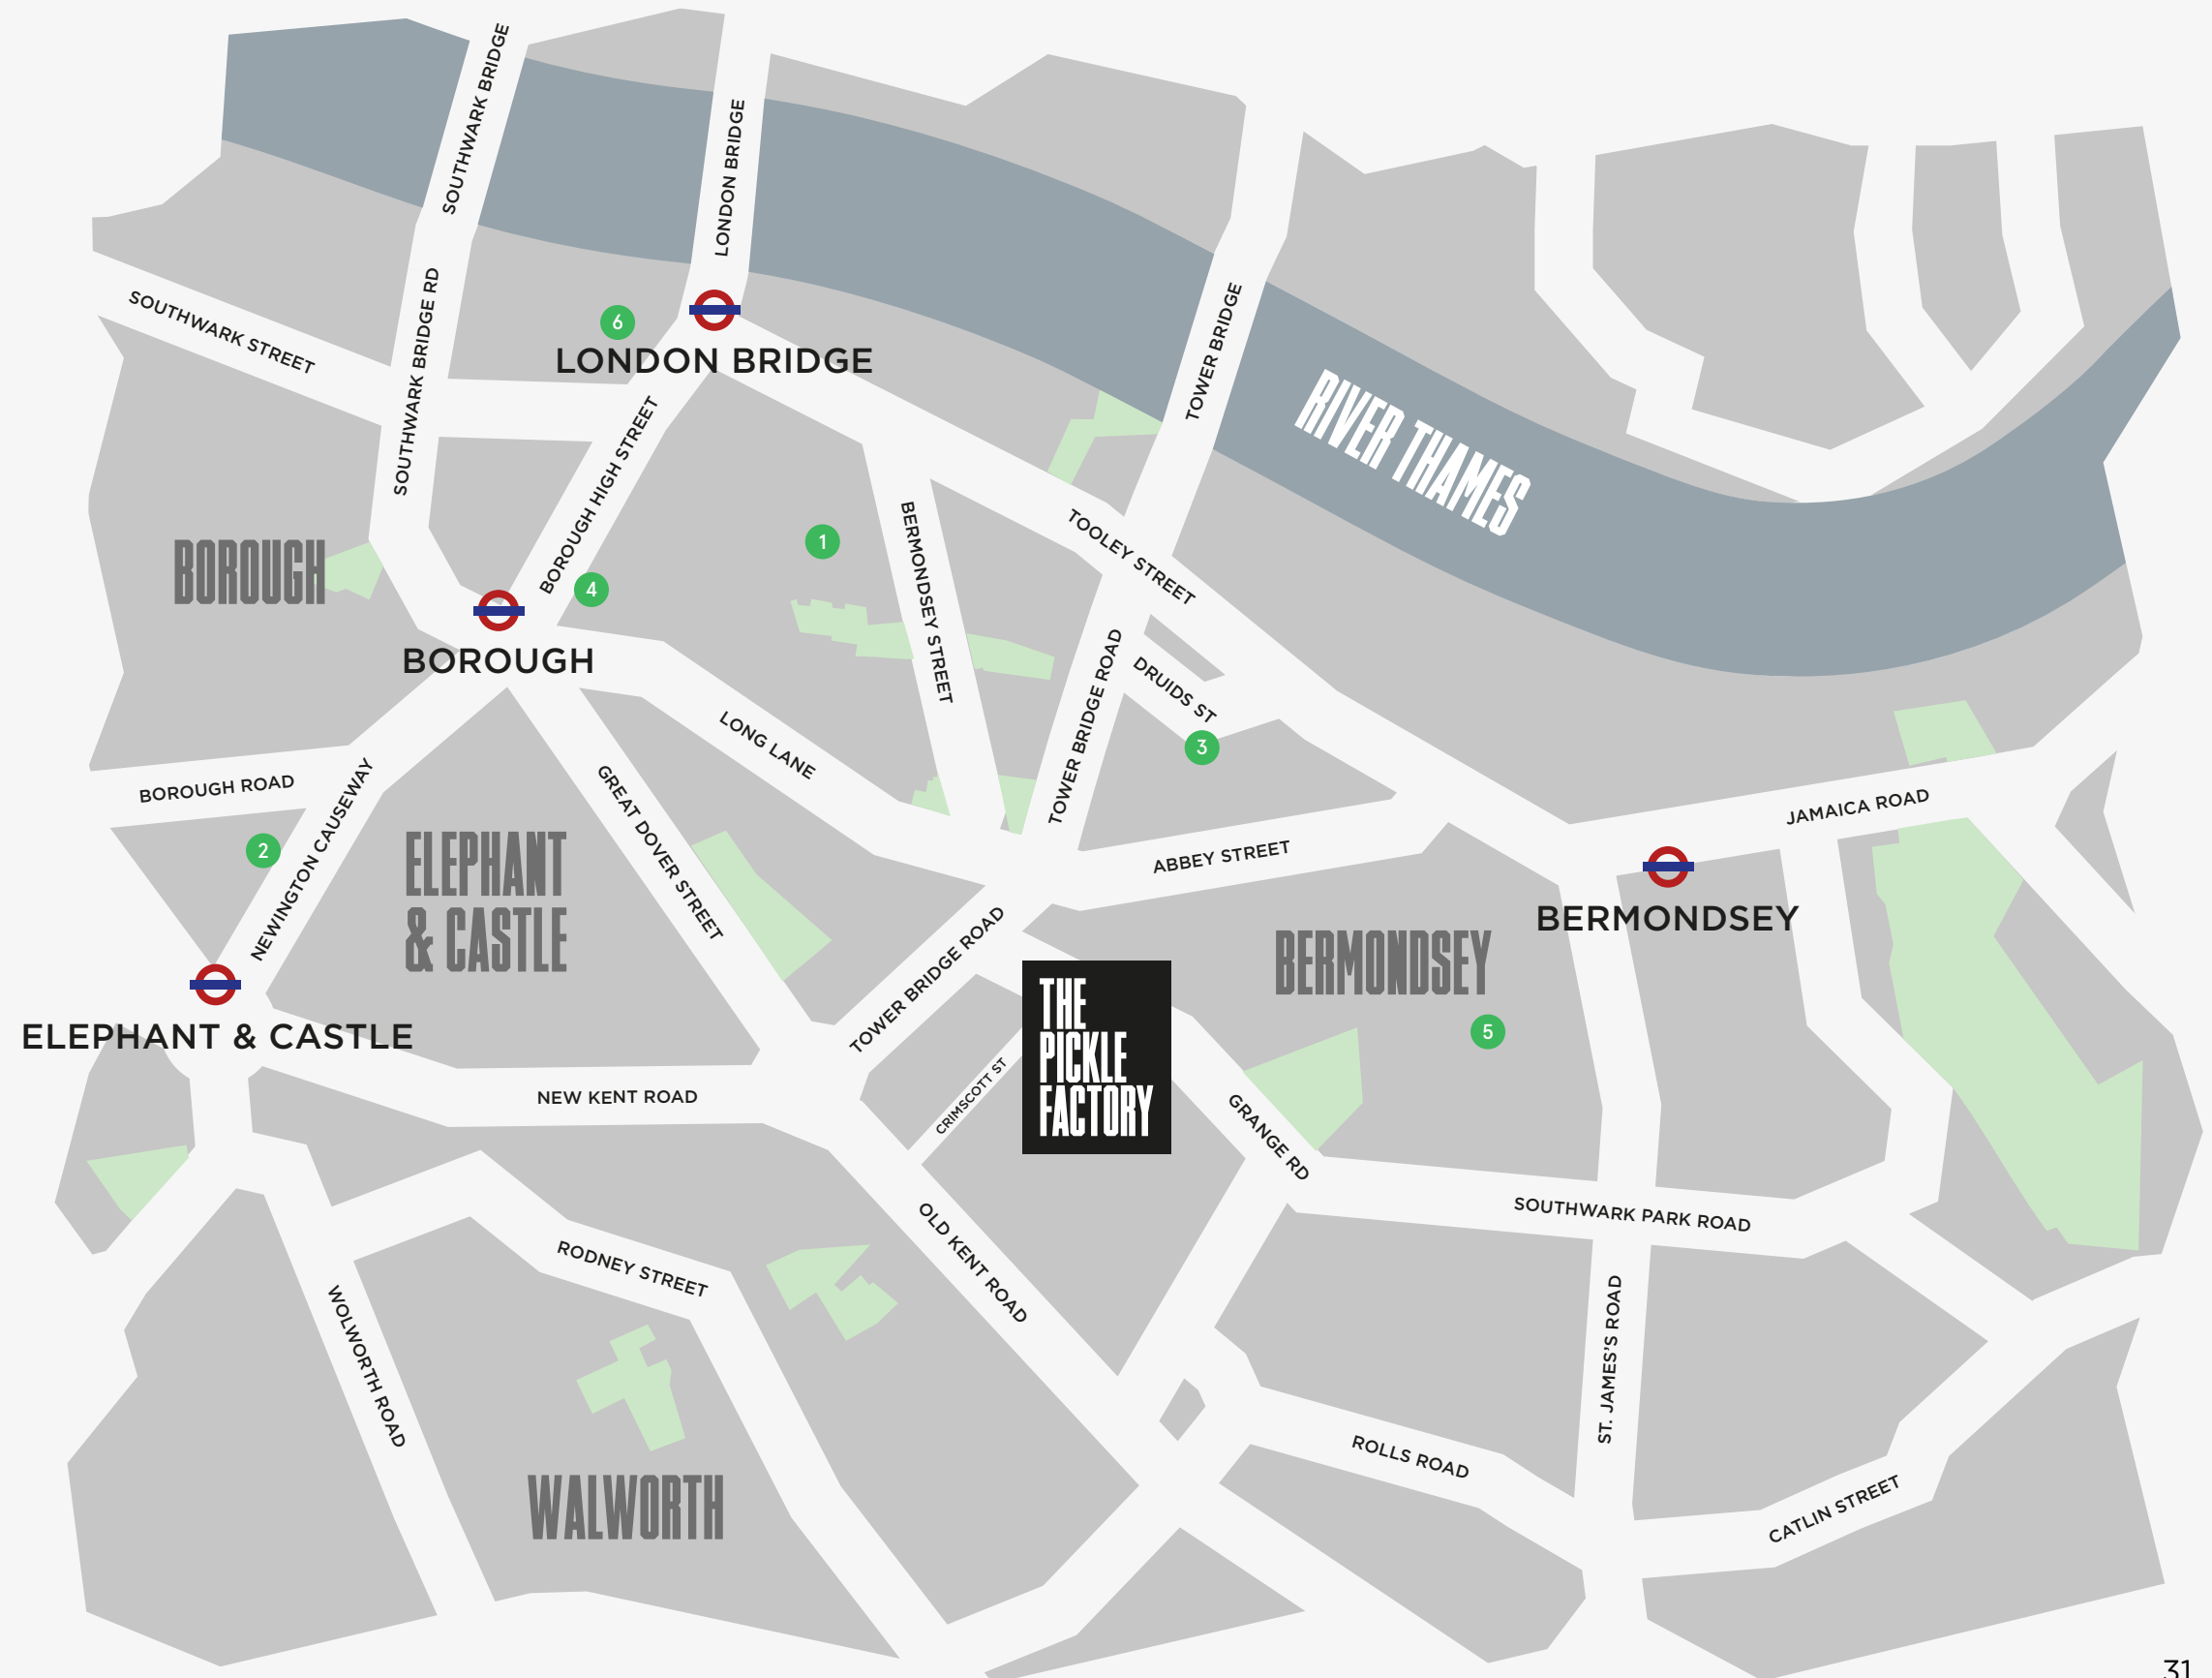 SOUTHWARK BRIDGE
LONDON BRIDGE
SOUTHWARK STREET
SOUTHWARK BRIDGE RD
6
LONDON BRIDGE
TOWER BRIDGE
RIVER THAMES
BOROUGH HIGH STREET
BERMONDSEY STREET
TOOLEY STREET
1
BOROUGH
4
BOROUGH
TOWER BRIDGE ROAD
DRUIDS ST
3
LONG LANE
BOROUGH ROAD
NEWINGTON CAUSEWAY
2
GREAT DOVER STREET
ELEPHANT
& CASTLE
ABBEY STREET
JAMAICA ROAD
BERMONDSEY
BERMONDSEY
TOWER BRIDGE ROAD
5
ELEPHANT & CASTLE
THE
PICKLE
FACTORY
CRIMSCOTT ST
NEW KENT ROAD
GRANGE RD
SOUTHWARK PARK ROAD
OLD KENT ROAD
RODNEY STREET
WOLWORTH ROAD
ST. JAMES'S ROAD
ROLLS ROAD
WALWORTH
CATLIN STREET
31